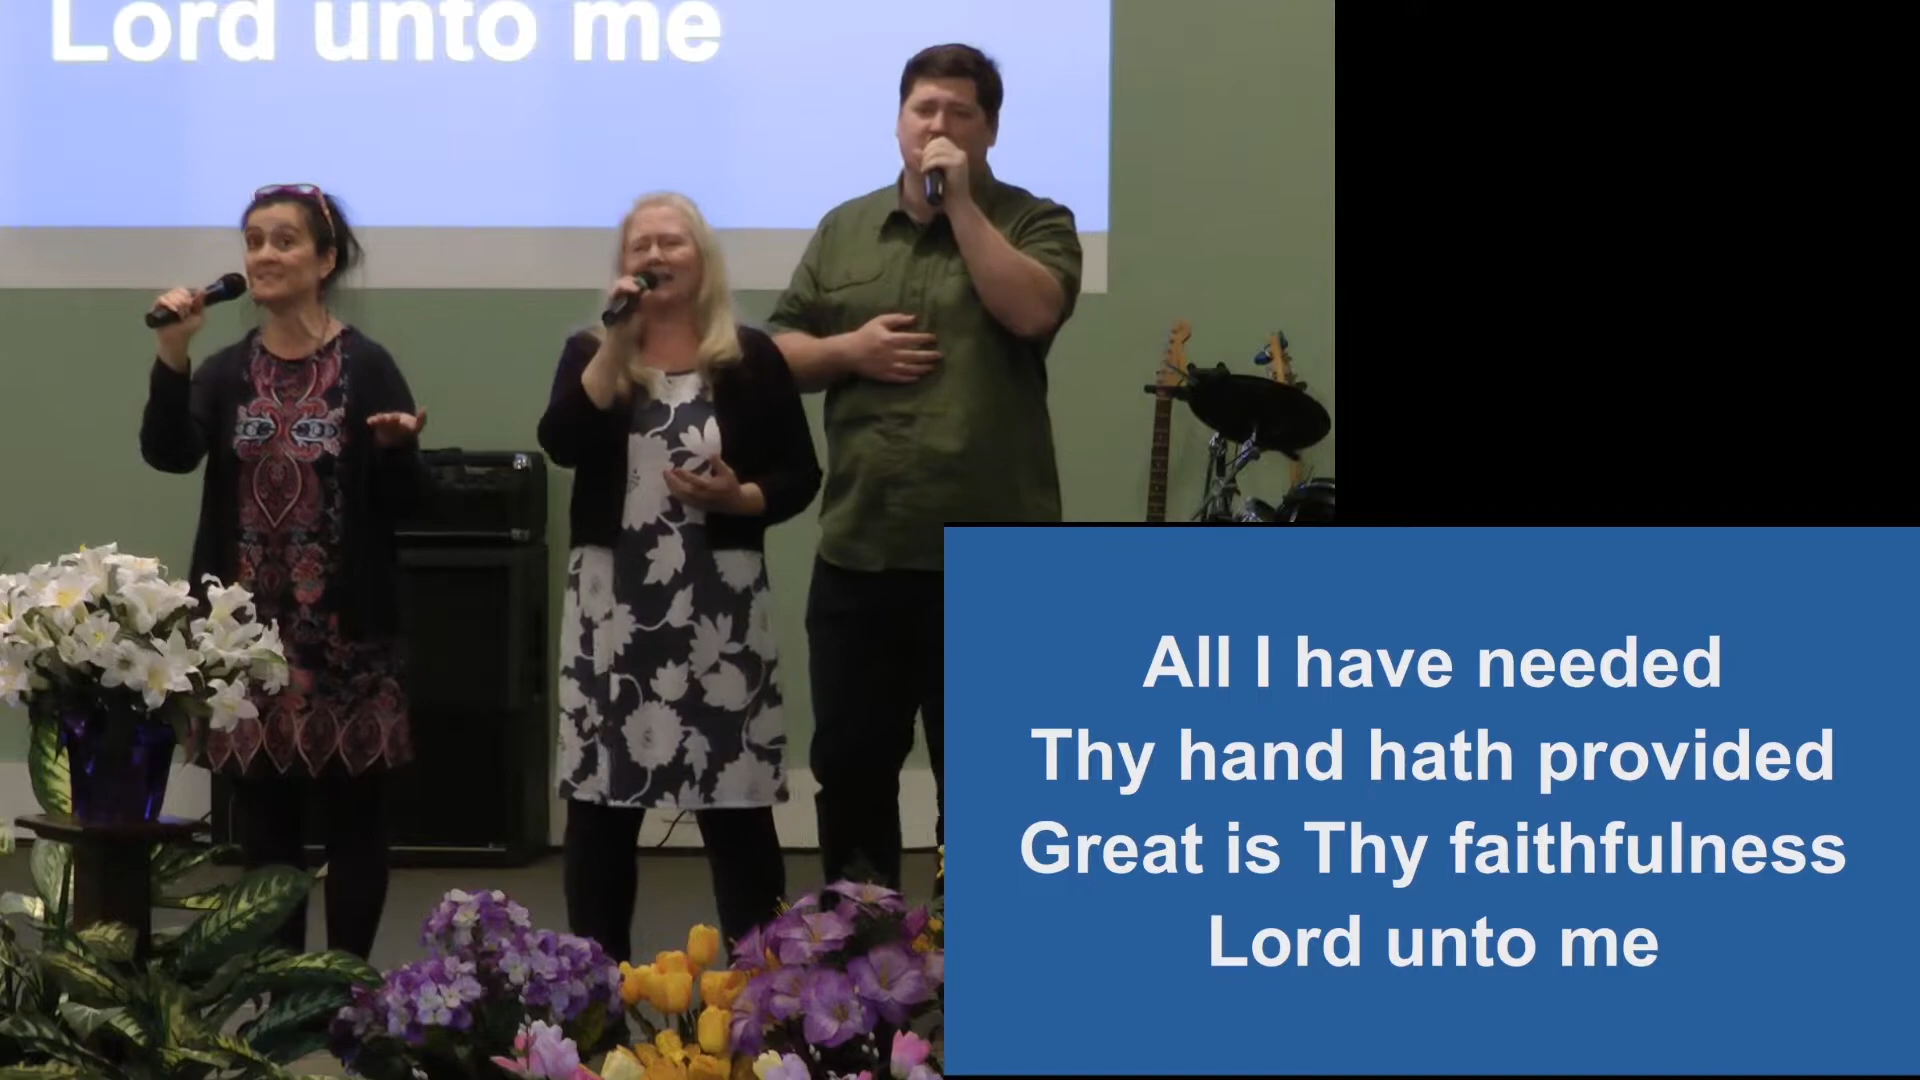 Lord unto me
All I have needed
Thy hand hath provided
Great is Thy faithfulness
Lord unto me